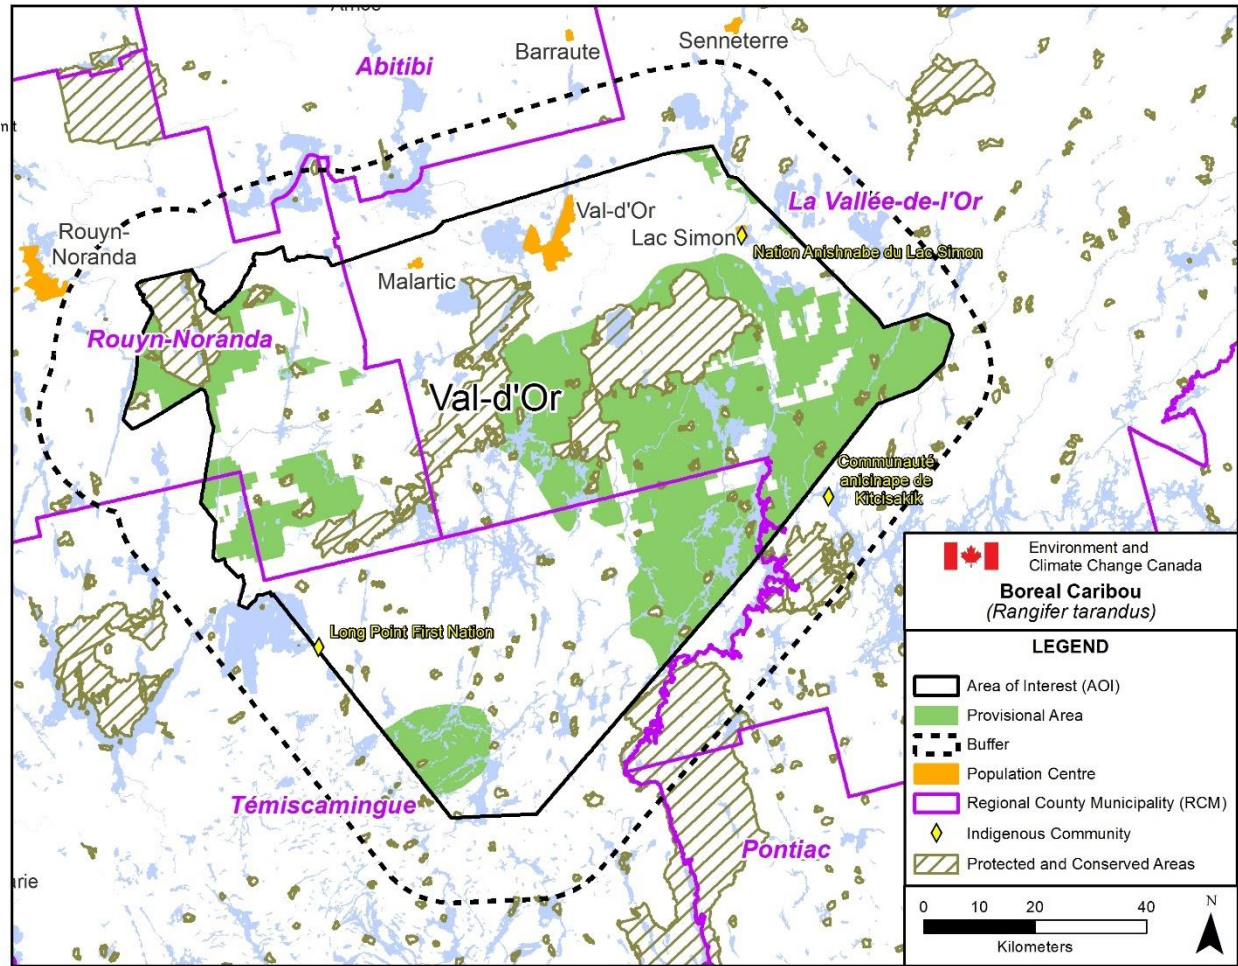 Barraute
Senneterre
Abitibi
La Vallée-de-l'Or
Rouyn-
Noranda
Val-d'Or
Lac Simon
Nation Anishnabe du Lac Simon
Malartic
Rouyn-Noranda
Val-d'Or
Communauté
anicinape de
Kitcisakik
Long Point First Nation
Témiscamingue
Pontiac
Environment and
Climate Change Canada
Boreal Caribou
(Rangifer tarandus)
LEGEND
Area of Interest (AOI)
Provisional Area
Buffer
Population Centre
Regional County Municipality (RCM)
Indigenous Community
Protected and Conserved Areas
0 10 20 40
Kilometers
N